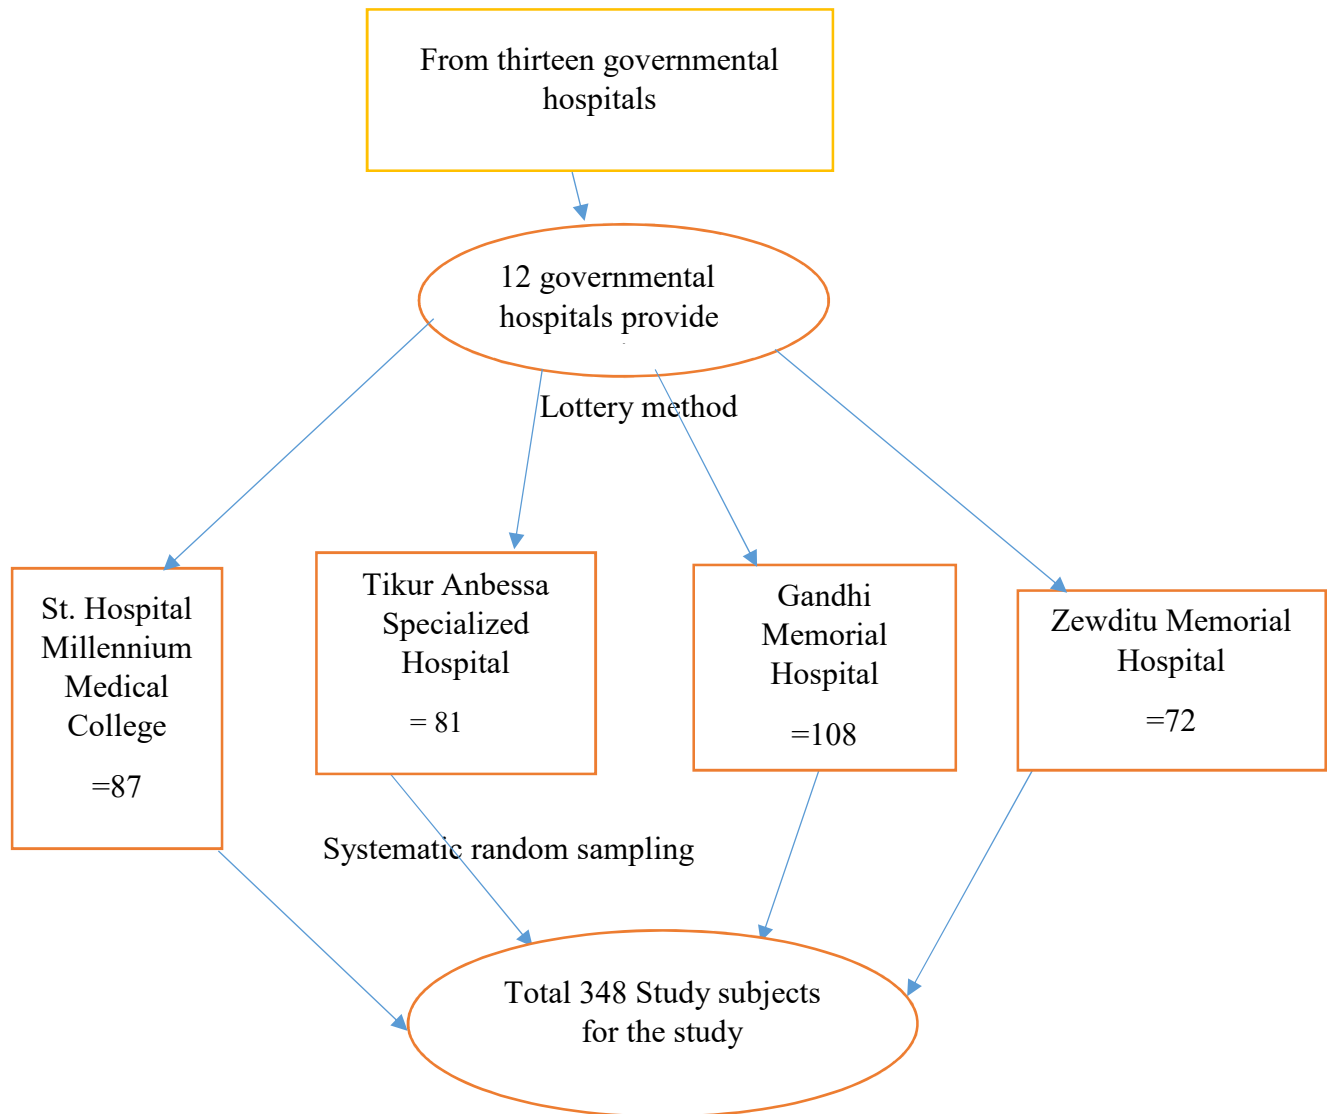 From thirteen governmental
hospitals
12 governmental
hospitals provide
Lottery method
St. Hospital
Millennium
Medical
College
=87
Tikur Anbessa
Specialized
Hospital
= 81
Gandhi
Memorial
Hospital
=108
Zewditu Memorial
Hospital
=72
Systematic random sampling
Total 348 Study subjects
for the study